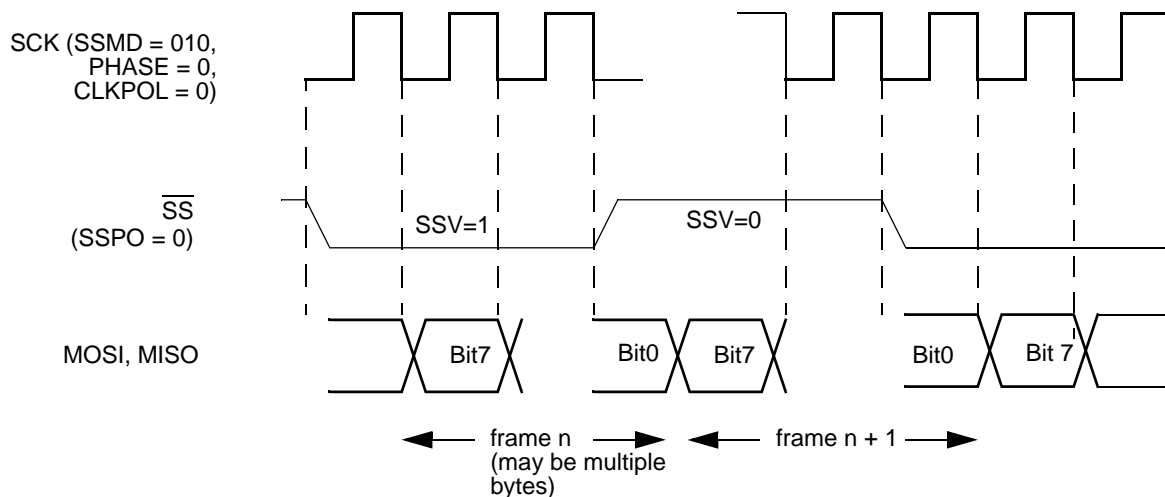 SCK (SSMD = 010,
PHASE = 0,
CLKPOL = 0)
SS
(SSPO = 0)
SSV=1
SSV=0
MOSI, MISO
Bit7
Bit0
Bit7
Bit0
Bit 7
frame n
(may be multiple
bytes)
frame n + 1